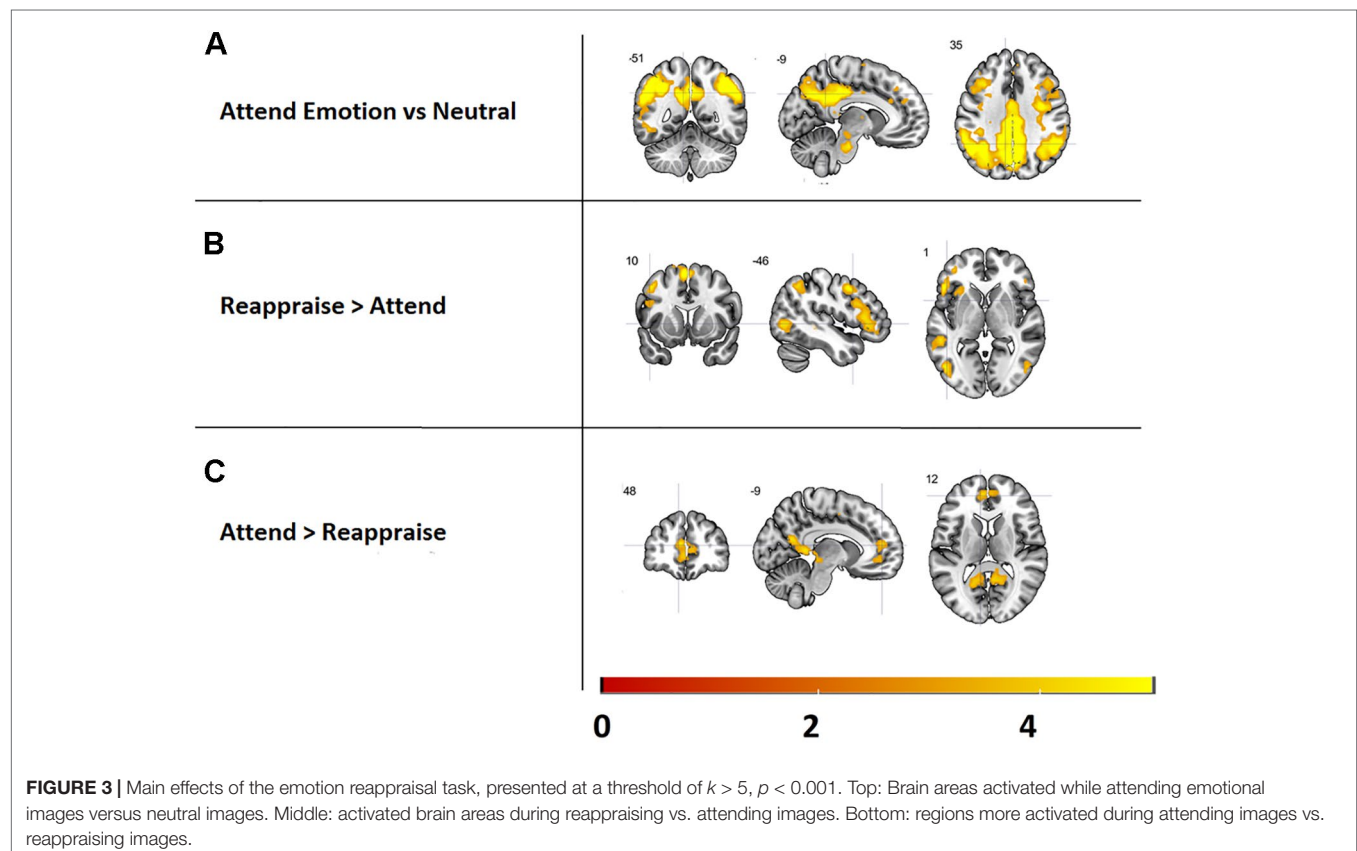 A
Attend Emotion vs Neutral
-51
-9
35
B
Reappraise > Attend
10
-46
1
C
Attend > Reappraise
48
-9
12
0 2 4
FIGURE 3 | Main effects of the emotion reappraisal task, presented at a threshold of k > 5, p < 0.001. Top: Brain areas activated while attending emotional
images versus neutral images. Middle: activated brain areas during reappraising vs. attending images. Bottom: regions more activated during attending images vs.
reappraising images.